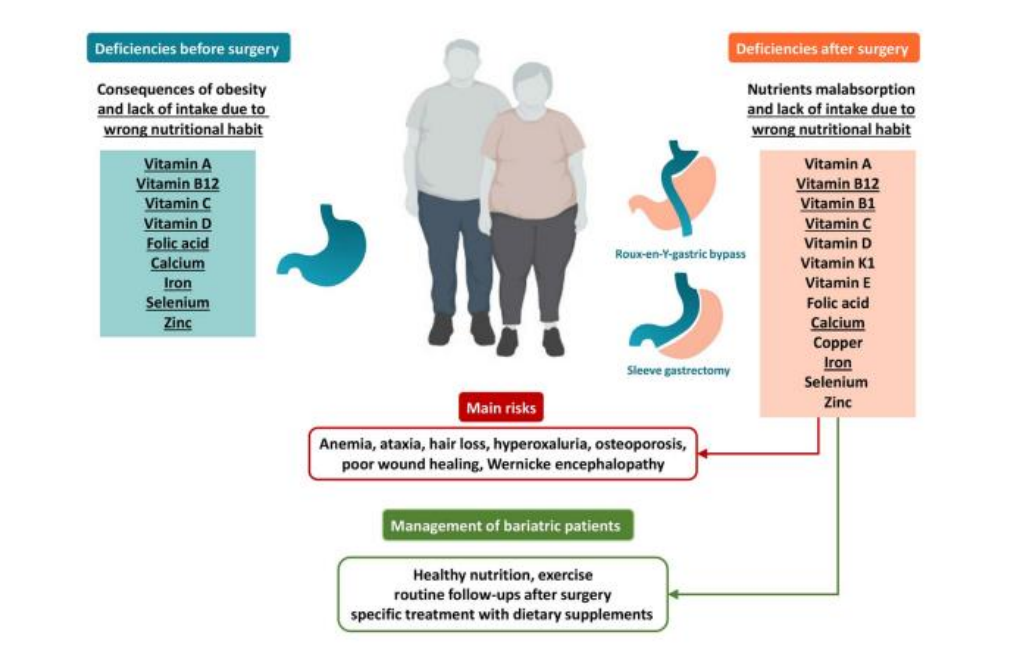 Deficiencies before surgery
Consequences of obesity
and lack of intake due to
wrong nutritional habit
Vitamin A
Vitamin B12
Vitamin C
Vitamin D
Folic acid
Calcium
Iron
Selenium
Zinc
Deficiencies after surgery
Nutrients malabsorption
and lack of intake due to
wrong nutritional habit
Vitamin A
Vitamin B12
Vitamin B1
Vitamin C
Vitamin D
Vitamin K1
Vitamin E
Folic acid
Calcium
Copper
Iron
Selenium
Zinc
Roux-en-Y-gastric bypass
Sleeve gastrectomy
Main risks
Anemia, ataxia, hair loss, hyperoxaluria, osteoporosis,
poor wound healing, Wernicke encephalopathy
Management of bariatric patients
Healthy nutrition, exercise
routine follow-ups after surgery
specific treatment with dietary supplements